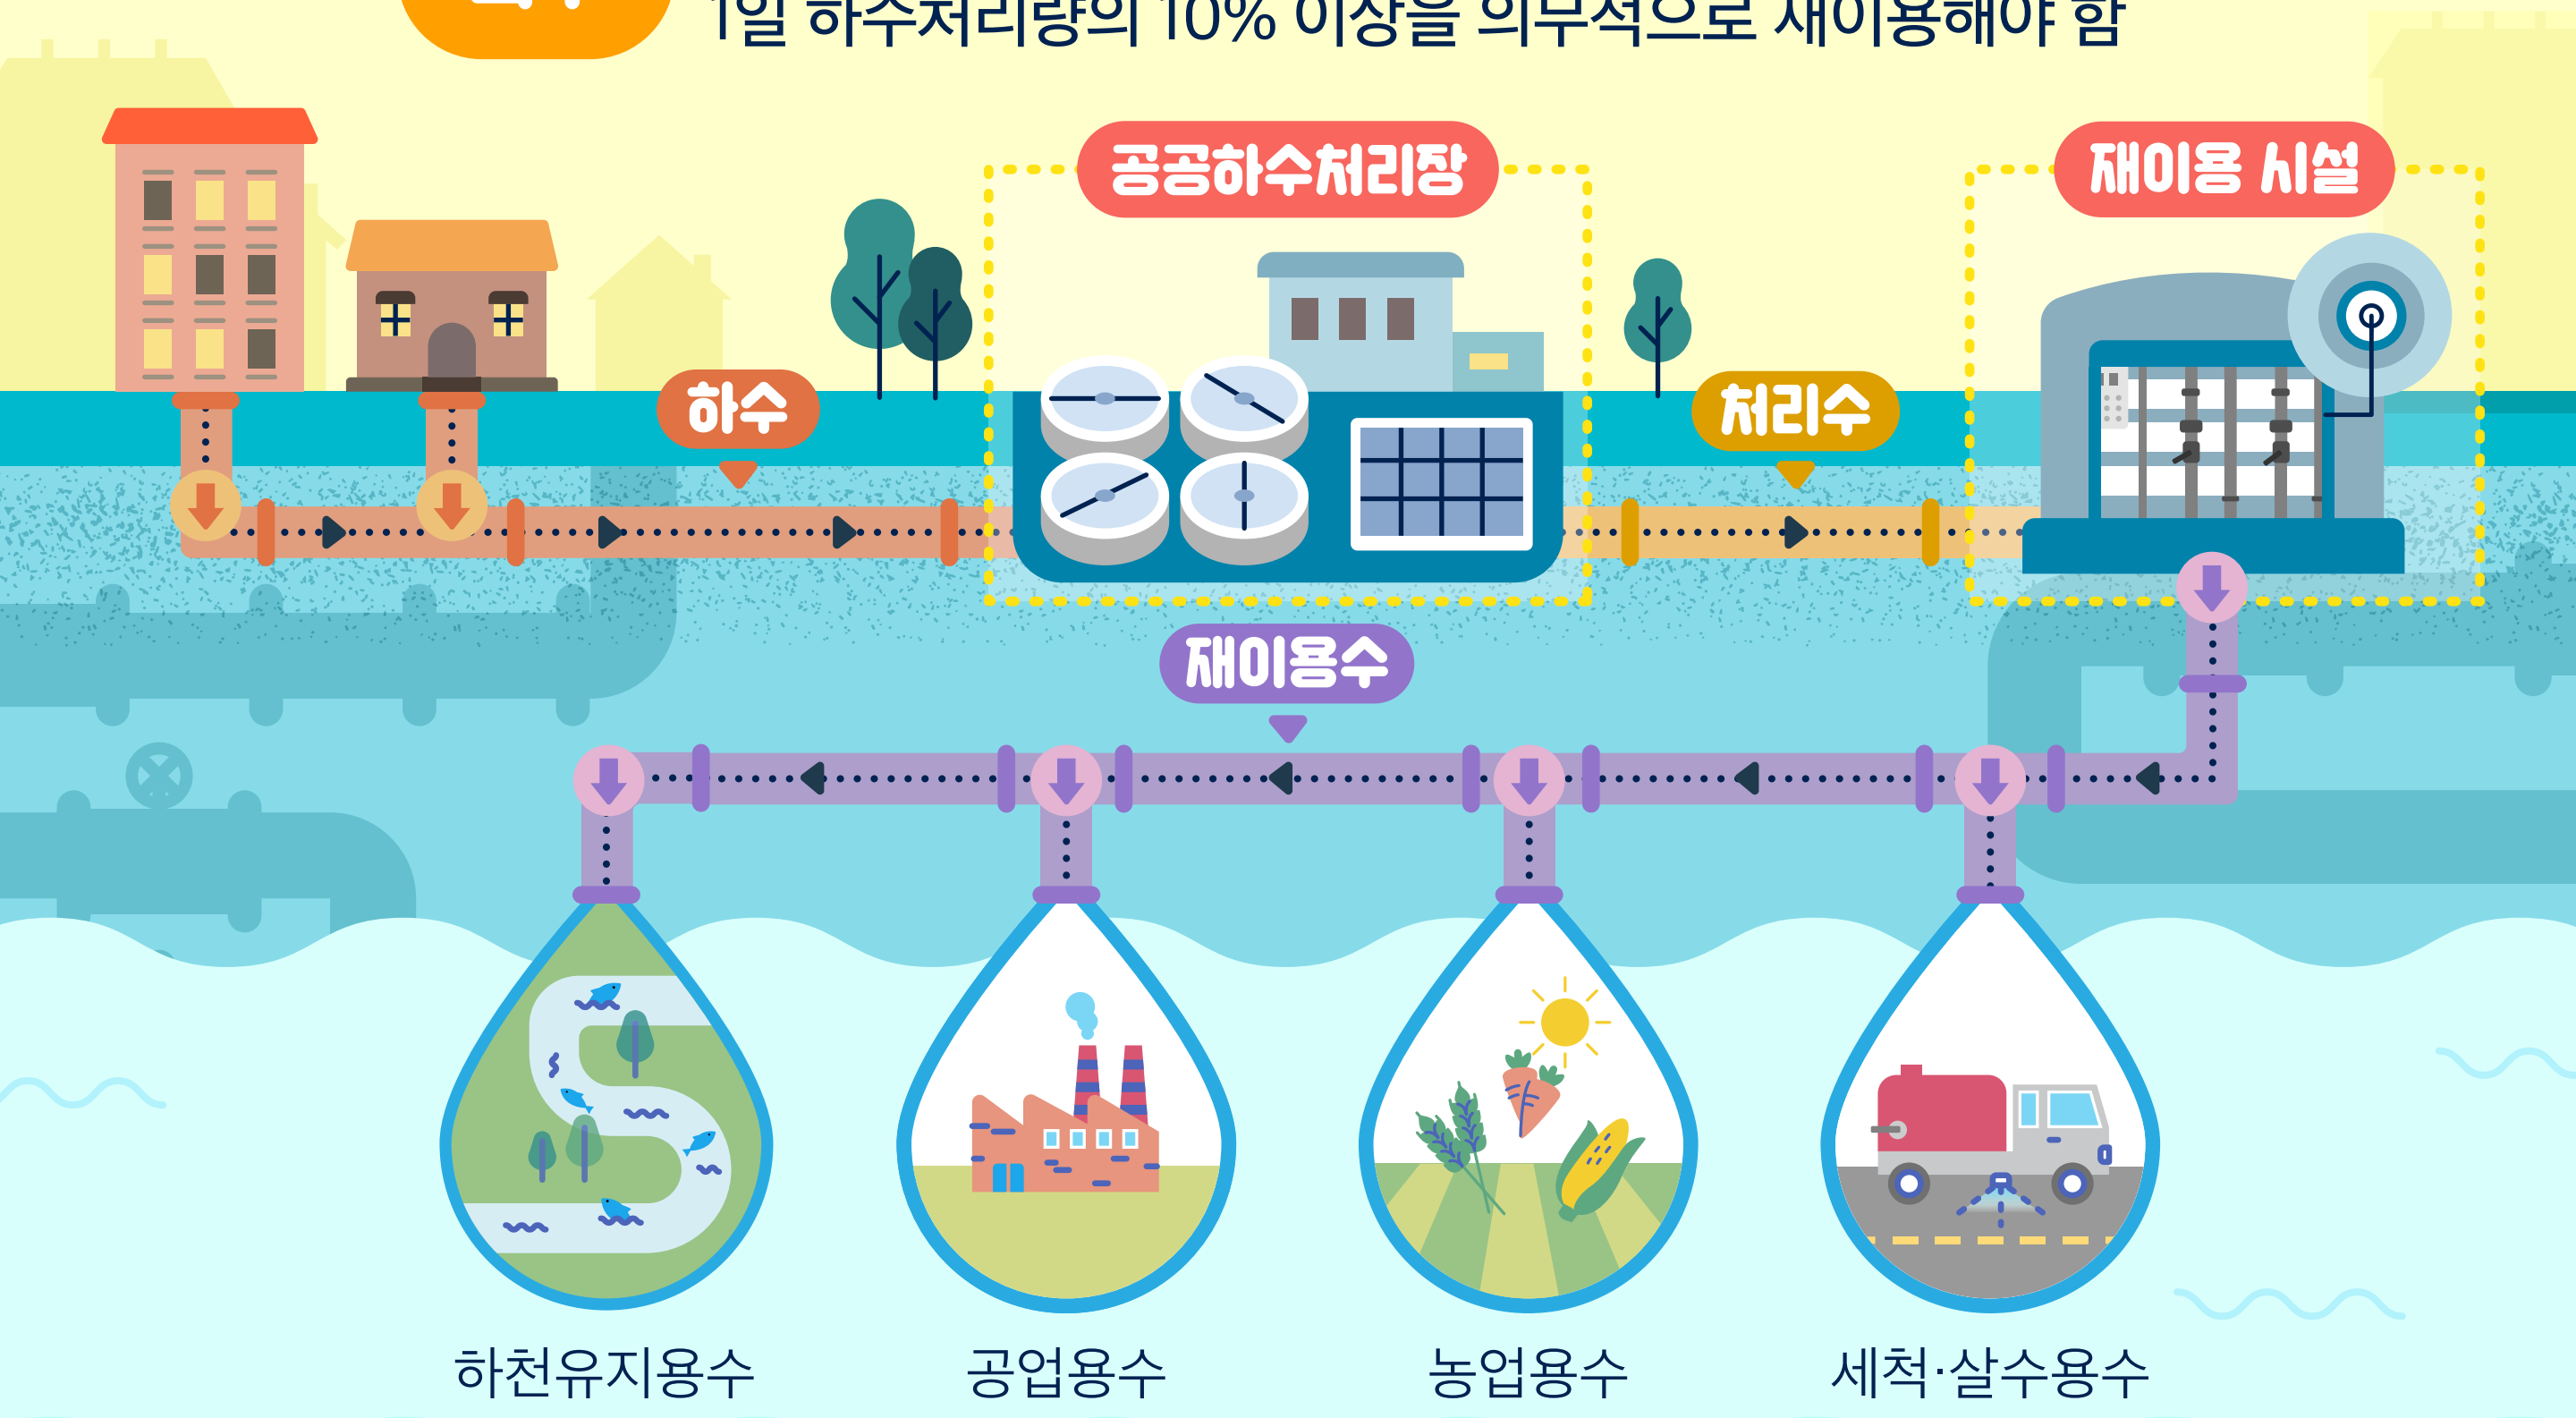 1일 하수처리량의 10% 이상을 의무적으로 재이용해야 함
공공하수처리장
재이용 시설
하수
처리수
재이용수
하천유지용수
공업용수
농업용수
세척·살수용수